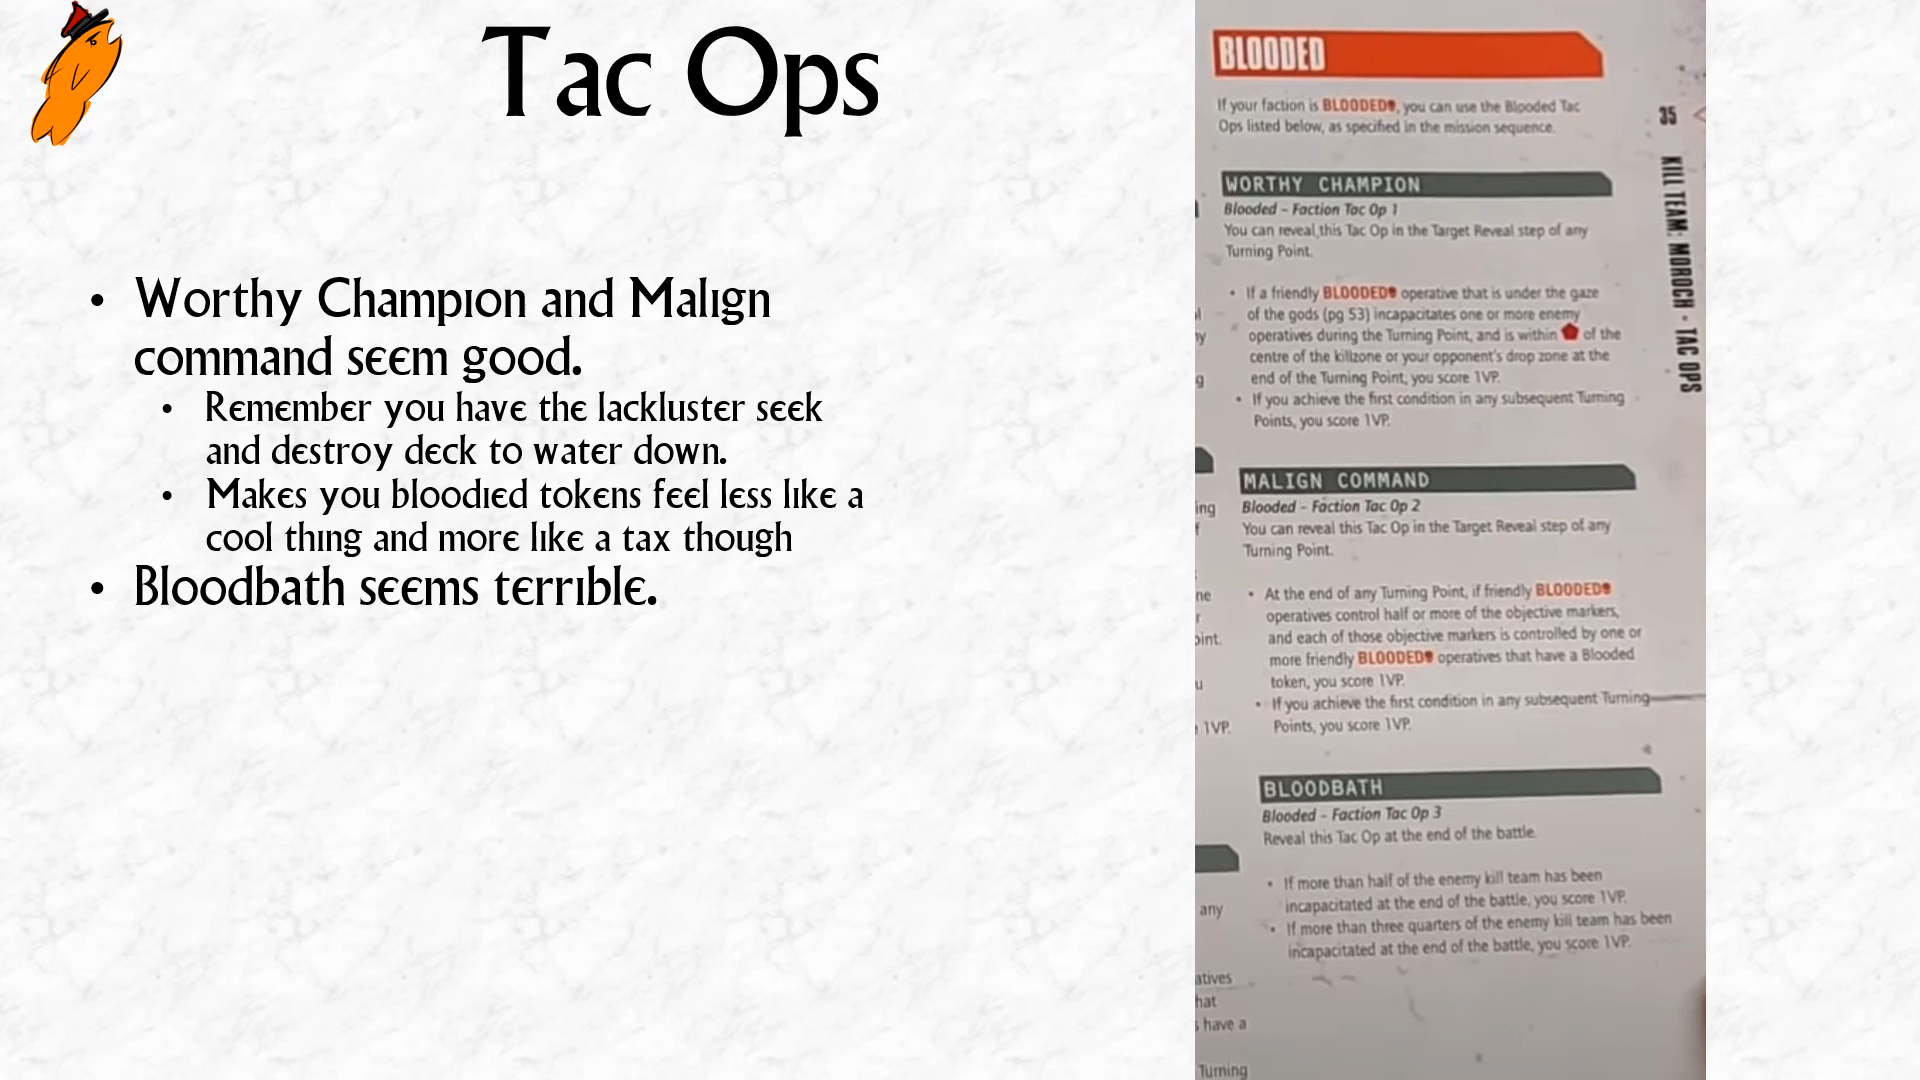 Tac Ops
• Worthy Champion and Malign
command seem good.
• Remember you have the lackluster seek
and destroy deck to water down.
• Makes you bloodied tokens feel less like a
cool thing and more like a tax though
• Bloodbath seems terrible.
BLOODED
If your faction is BLOODED, you can use the Blooded Tac
Ops listed below, as specified in the mission sequence.
WORTHY CHAMPION
Blooded – Faction Tac Op 1
You can reveal this Tac Op in the Target Reveal step of any
Turning Point.
• If a friendly BLOODED operative that is under the gaze
of the gods (pg 53) incapacitates one or more enemy
operatives during the Turning Point, and is within of the
centre of the killzone or your opponent's drop zone at the
end of the Turning Point, you score 1VP.
• If you achieve the first condition in any subsequent Turning
Points, you score 1VP.
MALIGN COMMAND
Blooded – Faction Tac Op 2
You can reveal this Tac Op in the Target Reveal step of any
Turning Point.
• At the end of any Turning Point, if friendly BLOODED
operatives control half or more of the objective markers,
and each of those objective markers is controlled by one or
more friendly BLOODED operatives that have a Blooded
token, you score 1VP.
• If you achieve the first condition in any subsequent Turning
Points, you score 1VP.
BLOODBATH
Blooded – Faction Tac Op 3
Reveal this Tac Op at the end of the battle.
• If more than half of the enemy kill team has been
incapacitated at the end of the battle, you score 1VP.
• If more than three quarters of the enemy kill team has been
incapacitated at the end of the battle, you score 1VP.
35
KILL TEAM: MOROCH - TAC OPS
1VP.
any
have a
Turning